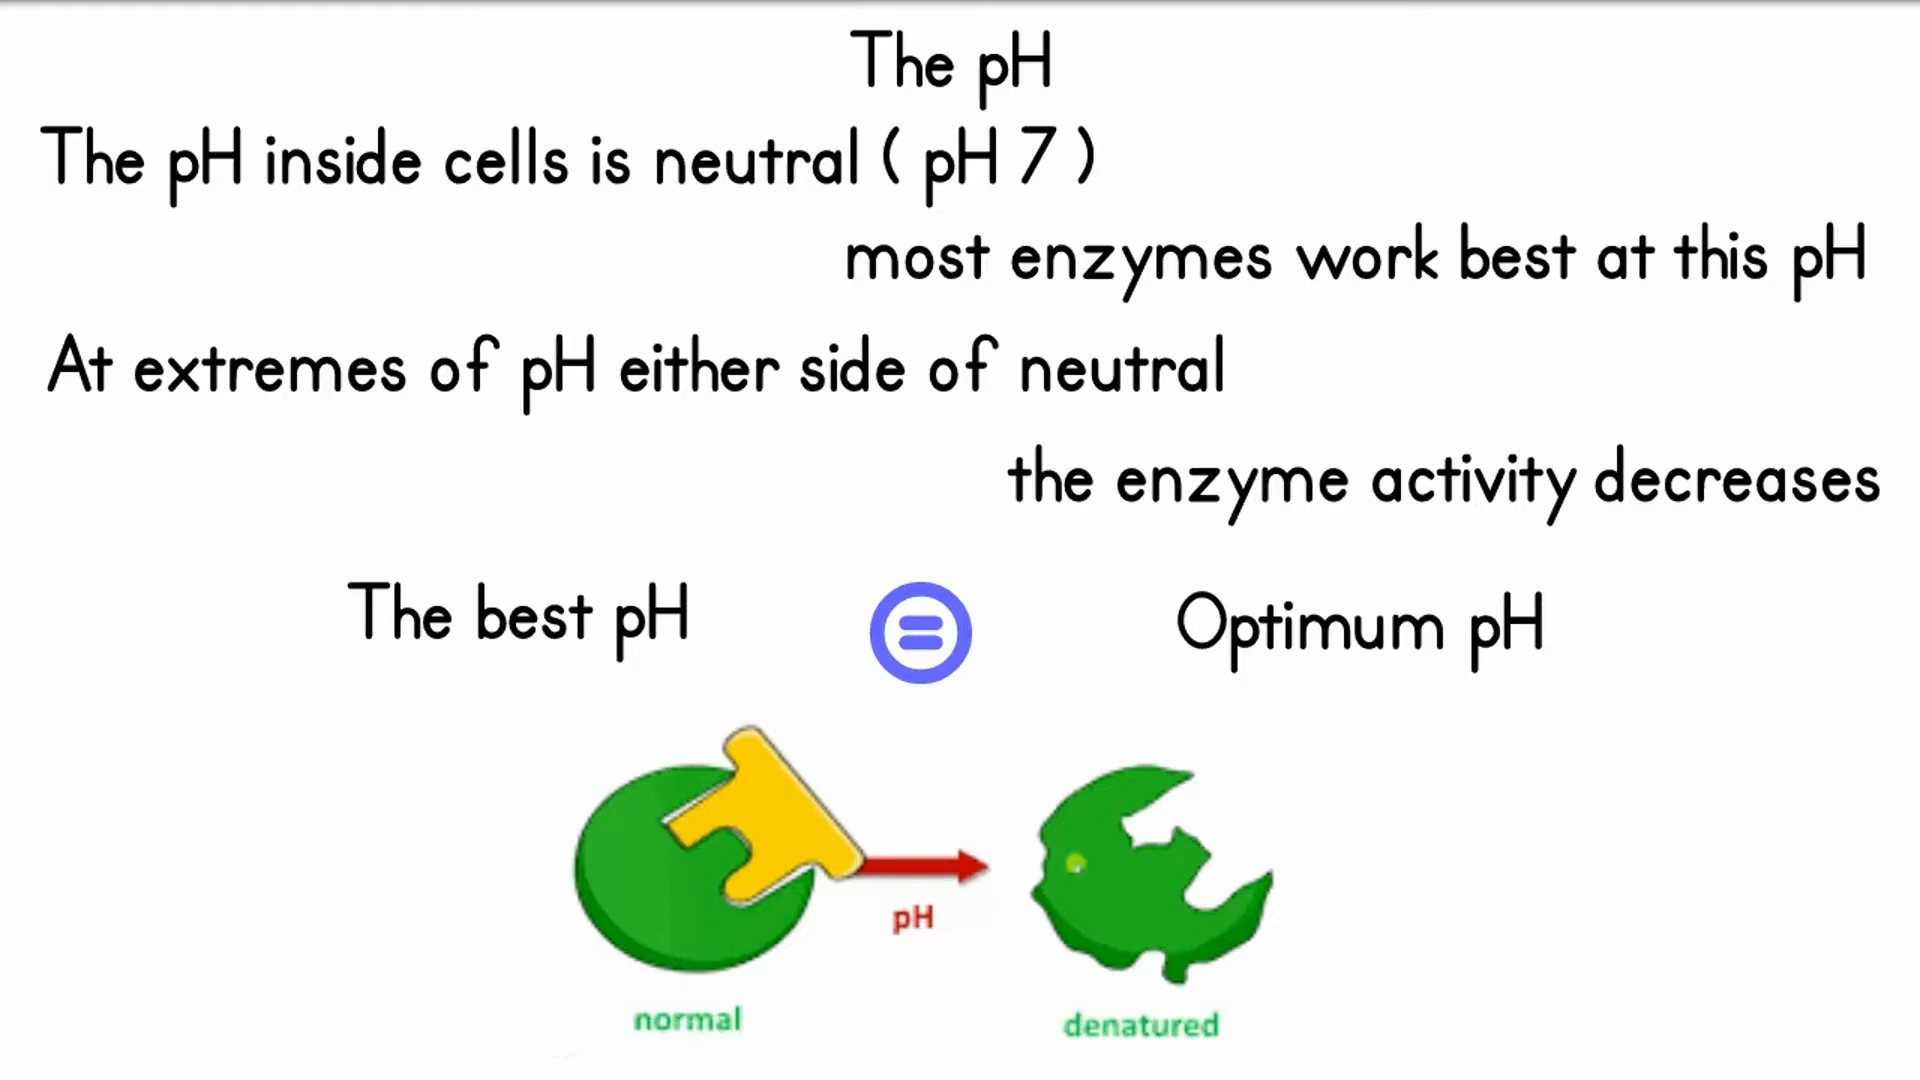 The pH
The pH inside cells is neutral ( pH 7 )
most enzymes work best at this pH
At extremes of pH either side of neutral
the enzyme activity decreases
The best pH = Optimum pH
pH
normal denatured